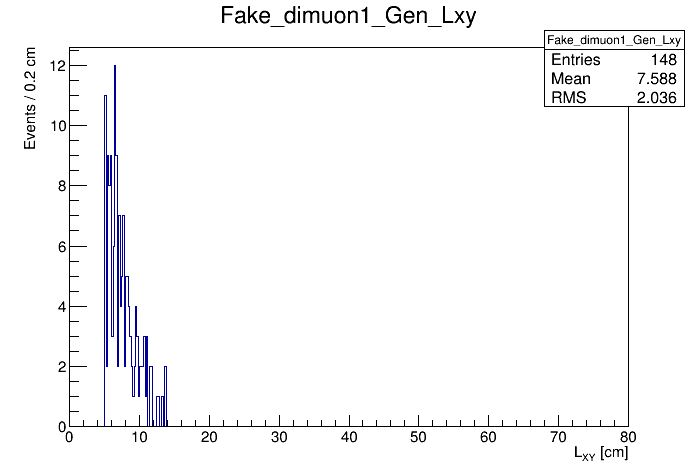 Fake_dimuon1_Gen_Lxy
Fake_dimuon1_Gen_Lxy
Entries 148
Mean 7.588
RMS 2.036
Events / 0.2 cm
12
10
8
6
4
2
0
0 10 20 30 40 50 60 70 80
L_XY [cm]